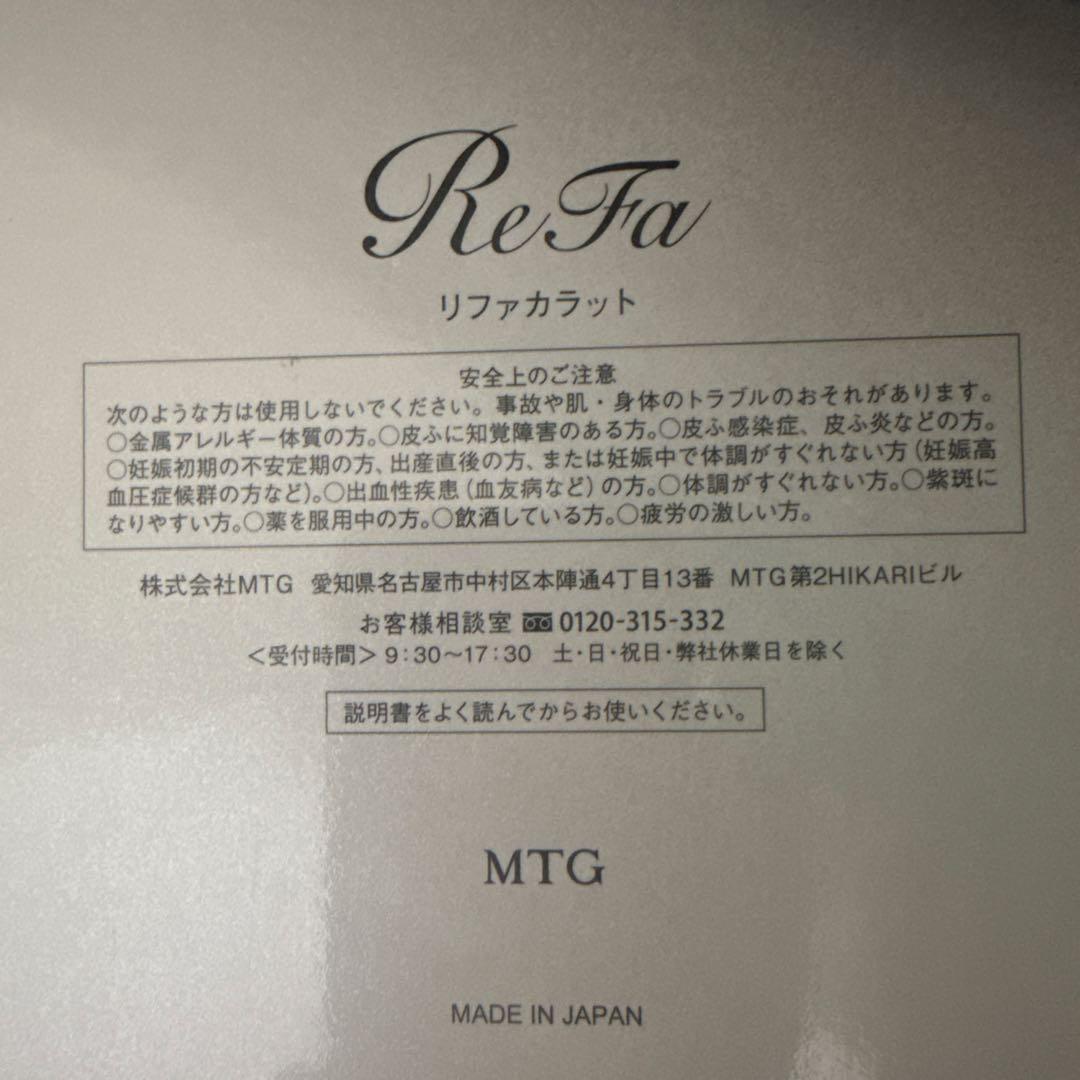 ReFa
リファカラット
安全上のご注意
次のような方は使用しないでください。事故や肌・身体のトラブルのおそれがあります。
○金属アレルギー体質の方。○皮ふに知覚障害のある方。○皮ふ感染症、皮ふ炎などの方。
○妊娠初期の不安定期の方、出産直後の方、または妊娠中で体調がすぐれない方（妊娠高
血圧症候群の方など）。○出血性疾患（血友病など）の方。○体調がすぐれない方。○紫斑に
なりやすい方。○薬を服用中の方。○飲酒している方。○疲労の激しい方。
株式会社MTG 愛知県名古屋市中村区本陣通4丁目13番 MTG第2HIKARIビル
お客様相談室 0120-315-332
＜受付時間＞9：30〜17：30 土・日・祝日・弊社休業日を除く
説明書をよく読んでからお使いください。
MTG
MADE IN JAPAN